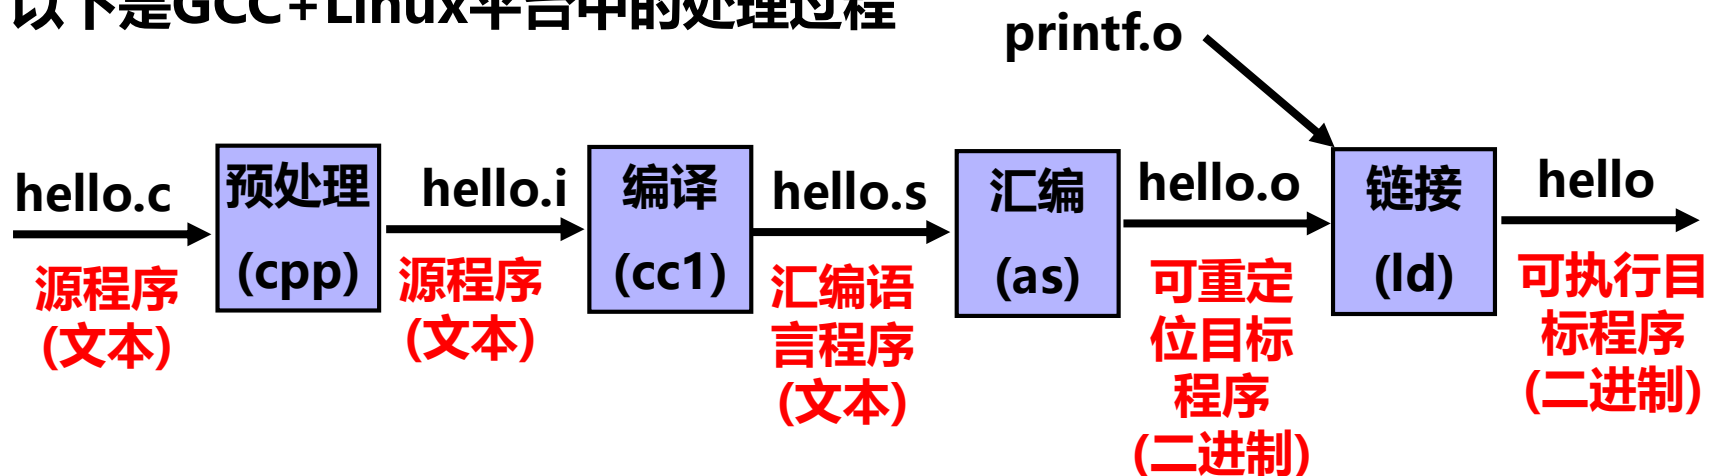 以下是GCC+Linux平台中的处理过程
printf.o
hello.c
源程序
(文本)
预处理
(cpp)
hello.i
源程序
(文本)
编译
(cc1)
hello.s
汇编语
言程序
(文本)
汇编
(as)
hello.o
可重定
位目标
程序
(二进制)
链接
(ld)
hello
可执行目
标程序
(二进制)